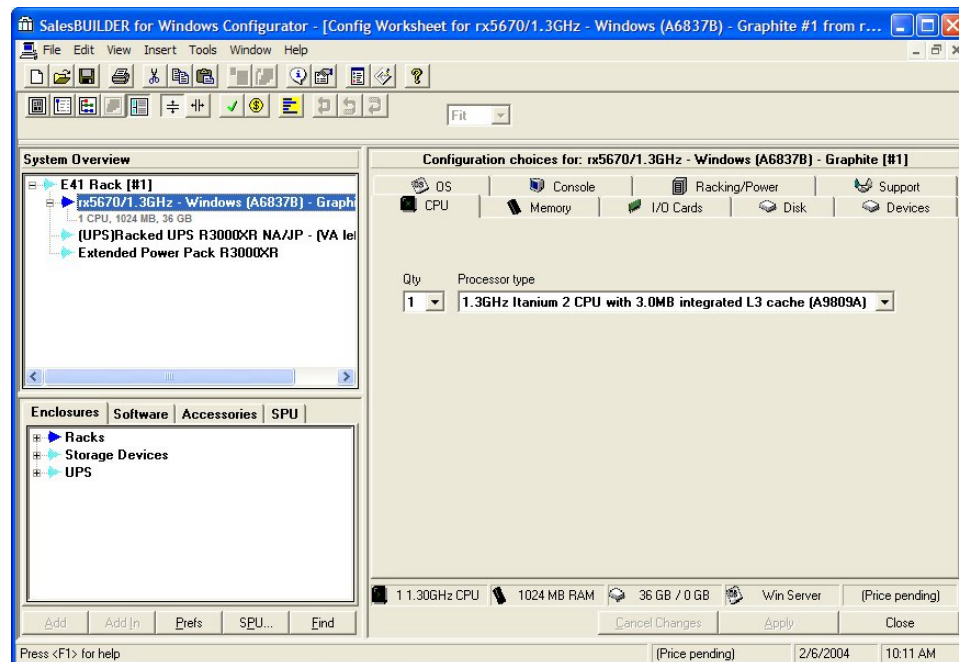 SalesBUILDER for Windows Configurator - [Config Worksheet for rx5670/1.3GHz - Windows (A6837B) - Graphite #1 from r...
File Edit View Insert Tools Window Help
Fit
System Overview
E41 Rack [#1]
rx5670/1.3GHz - Windows (A6837B) - Graphi
1 CPU, 1024 MB, 36 GB
(UPS)Racked UPS R3000XR NA/JP - (VA lei
Extended Power Pack R3000XR
Enclosures Software Accessories SPU
Racks
Storage Devices
UPS
Add Add In Prefs SPU... Find
Configuration choices for: rx5670/1.3GHz - Windows (A6837B) - Graphite [#1]
OS Console Racking/Power Support
CPU Memory I/O Cards Disk Devices
Qty Processor type
1 1.3GHz Itanium 2 CPU with 3.0MB integrated L3 cache (A9809A)
1 1.30GHz CPU 1024 MB RAM 36 GB / 0 GB Win Server (Price pending)
Cancel Changes Apply Close
Press <F1> for help (Price pending) 2/6/2004 10:11 AM